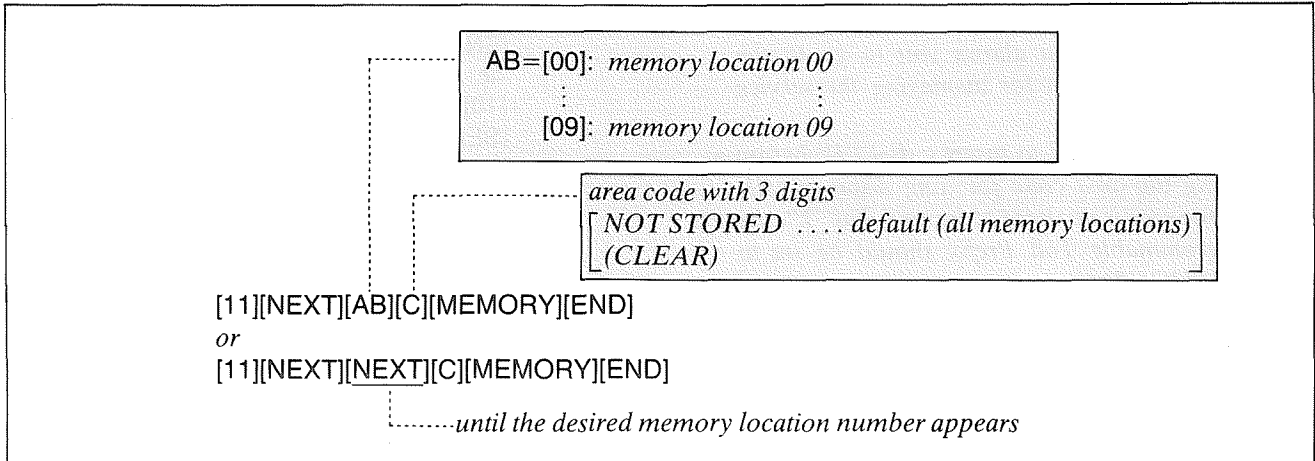 AB=[00]: memory location 00
: :
[09]: memory location 09
area code with 3 digits
[NOT STORED .... default (all memory locations)]
(CLEAR)
[11][NEXT][AB][C][MEMORY][END]
or
[11][NEXT][NEXT][C][MEMORY][END]
until the desired memory location number appears